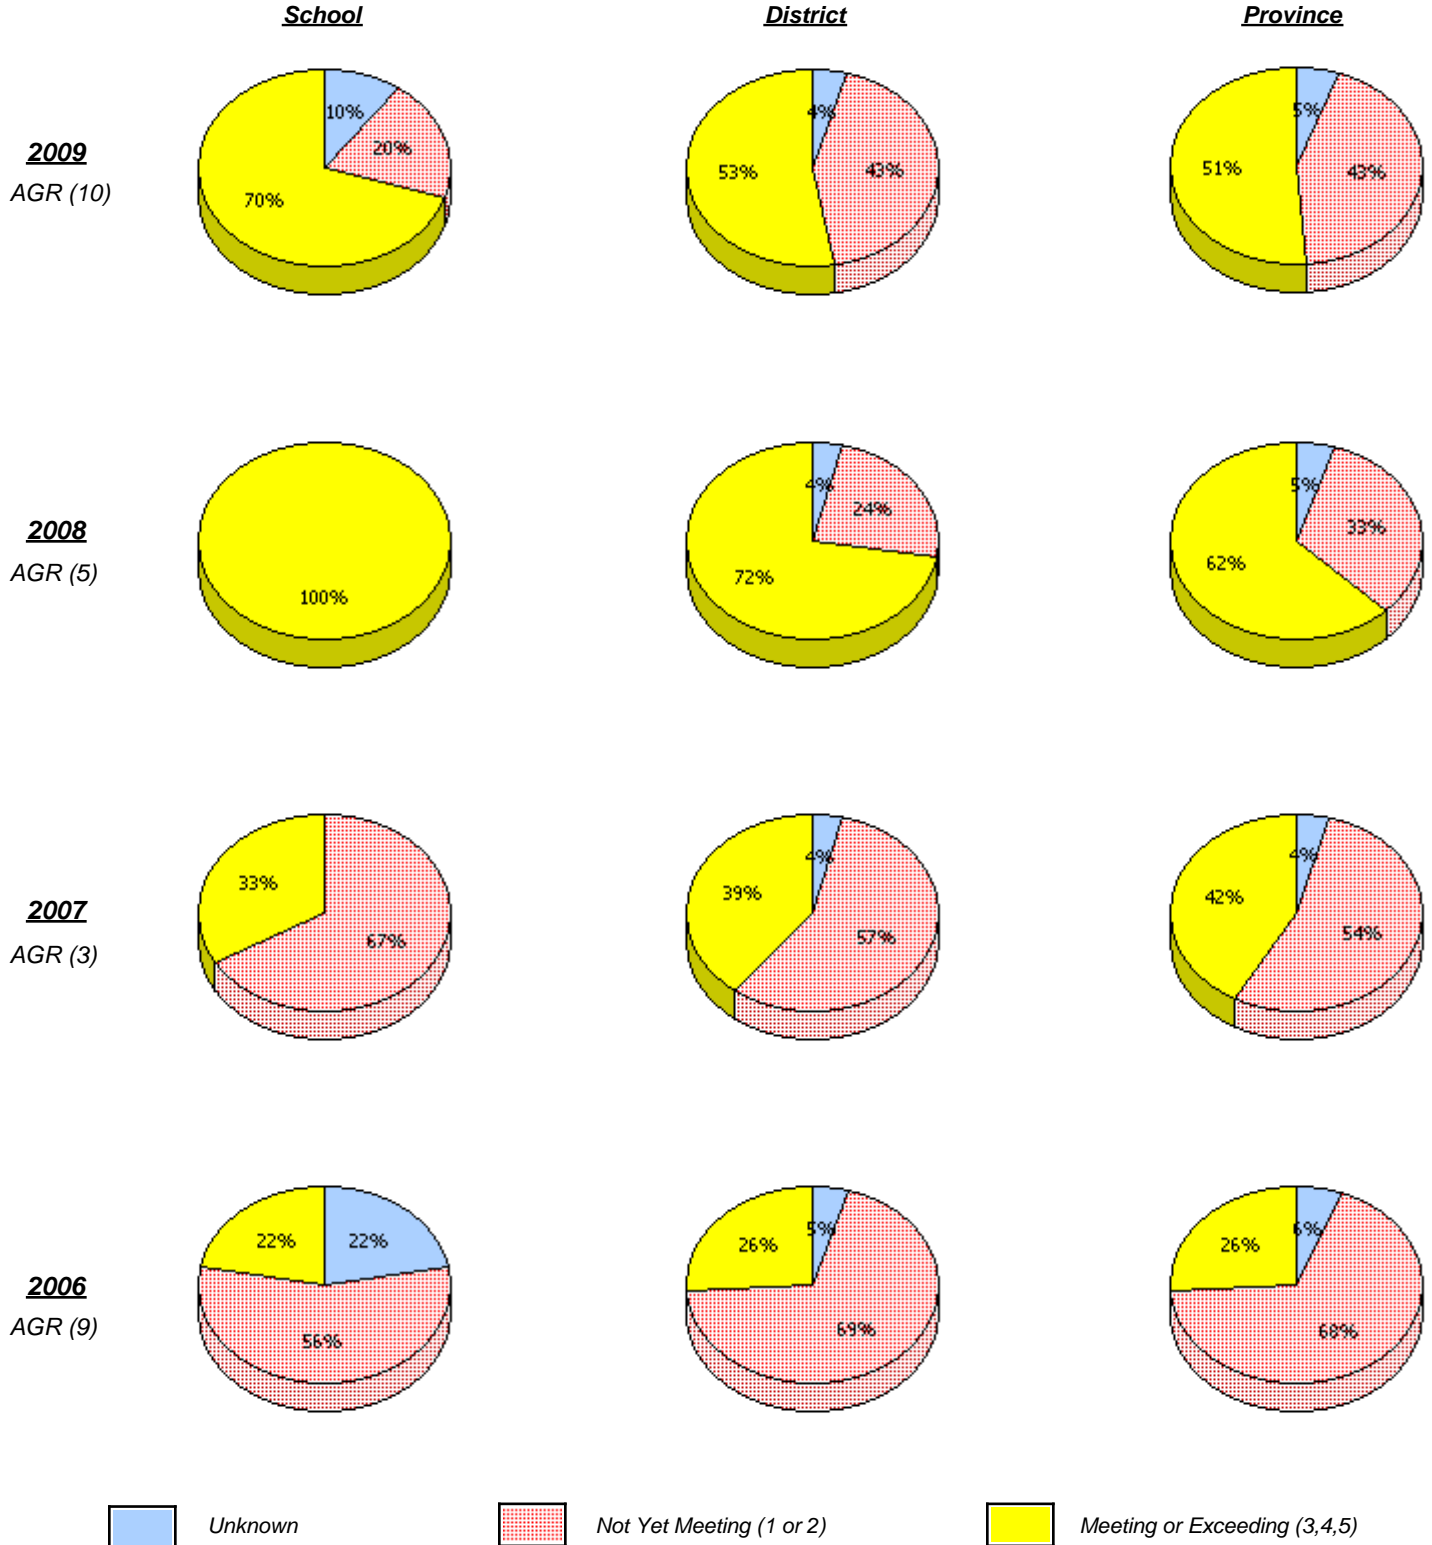 School District Province
10% 4% 5%
2009 20% 43% 43%
AGR (10) 70% 53% 51%
4% 5%
2008 24% 33%
AGR (5) 100% 72% 62%
4% 4%
33% 39% 42%
2007 67% 57% 54%
AGR (3)
22% 22% 26% 5% 26% 6%
2006
AGR (9) 56% 69% 68%
Unknown Not Yet Meeting (1 or 2) Meeting or Exceeding (3,4,5)